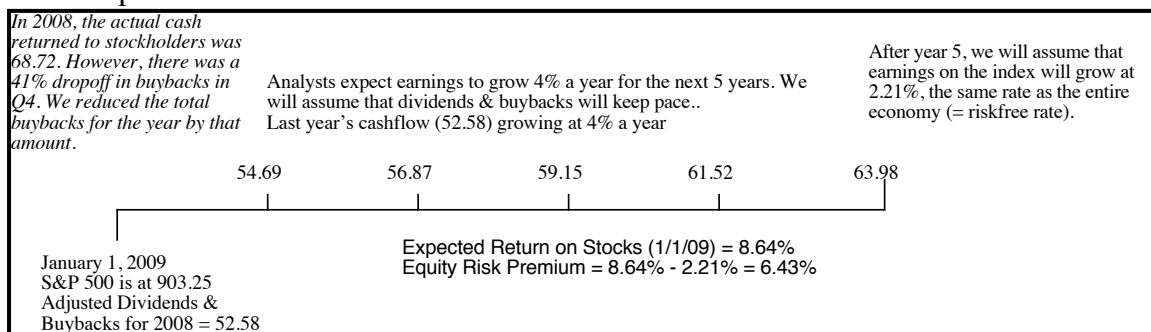 In 2008, the actual cash
returned to stockholders was
68.72. However, there was a
41% dropoff in buybacks in
Q4. We reduced the total
buybacks for the year by that
amount.
Analysts expect earnings to grow 4% a year for the next 5 years. We
will assume that dividends & buybacks will keep pace..
Last year's cashflow (52.58) growing at 4% a year
After year 5, we will assume that
earnings on the index will grow at
2.21%, the same rate as the entire
economy (= riskfree rate).
54.69 56.87 59.15 61.52 63.98
January 1, 2009
S&P 500 is at 903.25
Adjusted Dividends &
Buybacks for 2008 = 52.58
Expected Return on Stocks (1/1/09) = 8.64%
Equity Risk Premium = 8.64% - 2.21% = 6.43%